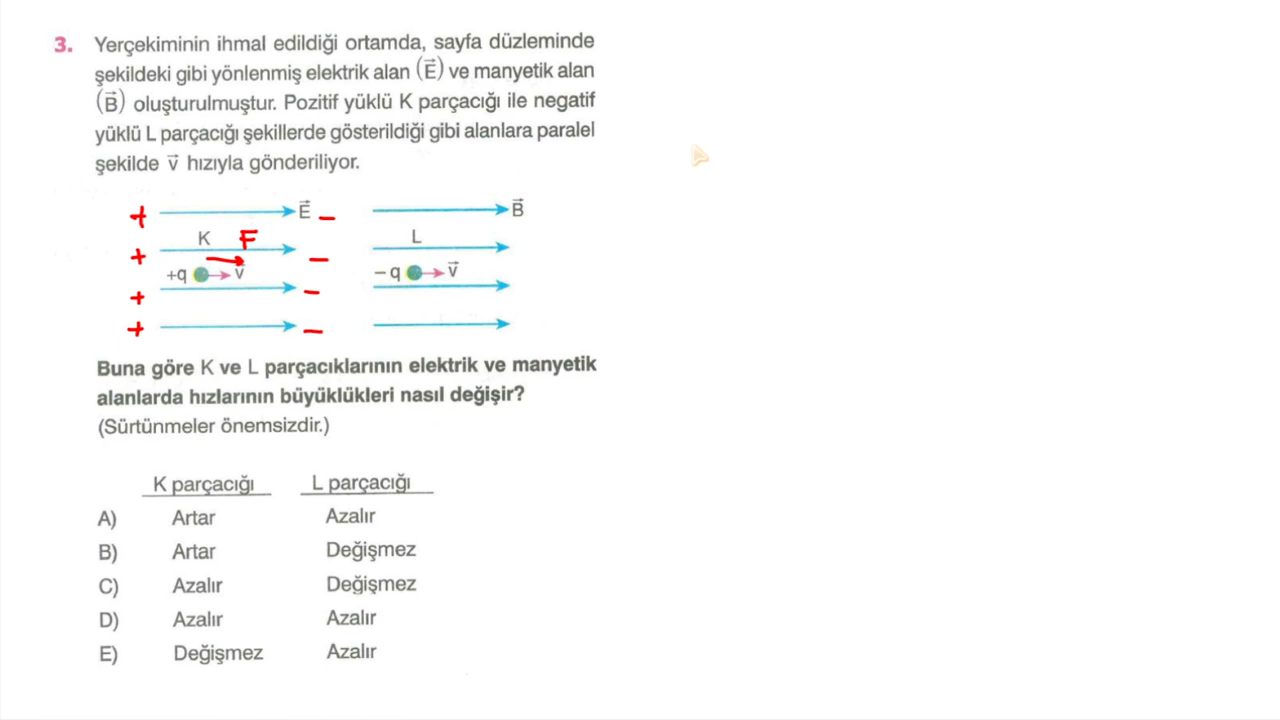 3. Yerçekiminin ihmal edildiği ortamda, sayfa düzleminde
şekildeki gibi yönlenmiş elektrik alan (E⃗) ve manyetik alan
(B⃗) oluşturulmuştur. Pozitif yüklü K parçacığı ile negatif
yüklü L parçacığı şekillerde gösterildiği gibi alanlara paralel
şekilde v⃗ hızıyla gönderiliyor.
+ E⃗ − B⃗
+ K F − L
+q v⃗ −q v⃗
+ −
+ −
Buna göre K ve L parçacıklarının elektrik ve manyetik
alanlarda hızlarının büyüklükleri nasıl değişir?
(Sürtünmeler önemsizdir.)
K parçacığı L parçacığı
A) Artar Azalır
B) Artar Değişmez
C) Azalır Değişmez
D) Azalır Azalır
E) Değişmez Azalır